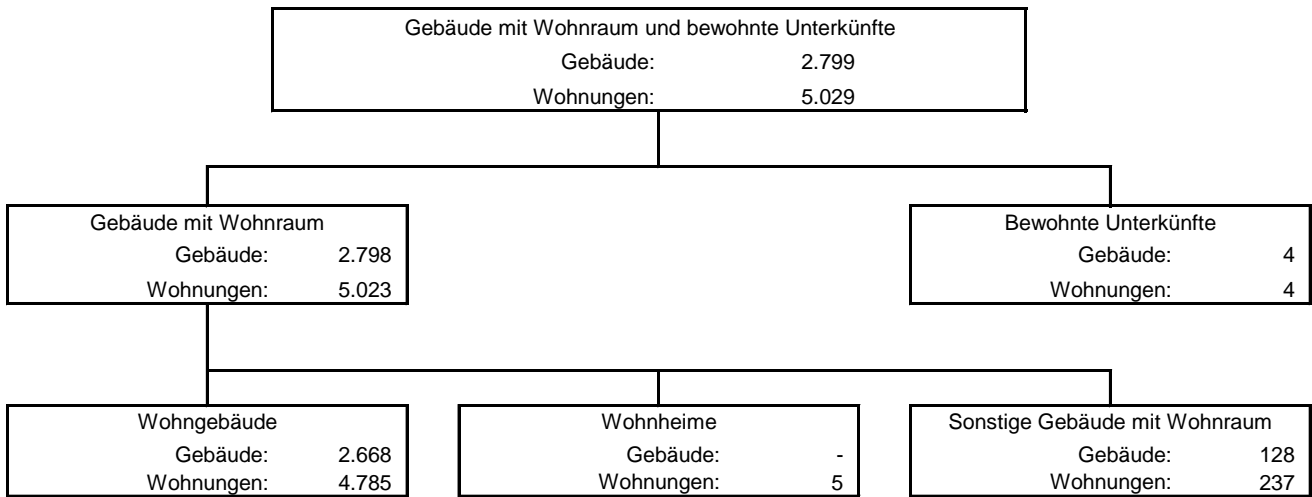 Gebäude mit Wohnraum und bewohnte Unterkünfte
Gebäude: 2.799
Wohnungen: 5.029
Gebäude mit Wohnraum
Gebäude: 2.798
Wohnungen: 5.023
Bewohnte Unterkünfte
Gebäude: 4
Wohnungen: 4
Wohngebäude
Gebäude: 2.668
Wohnungen: 4.785
Wohnheime
Gebäude: -
Wohnungen: 5
Sonstige Gebäude mit Wohnraum
Gebäude: 128
Wohnungen: 237